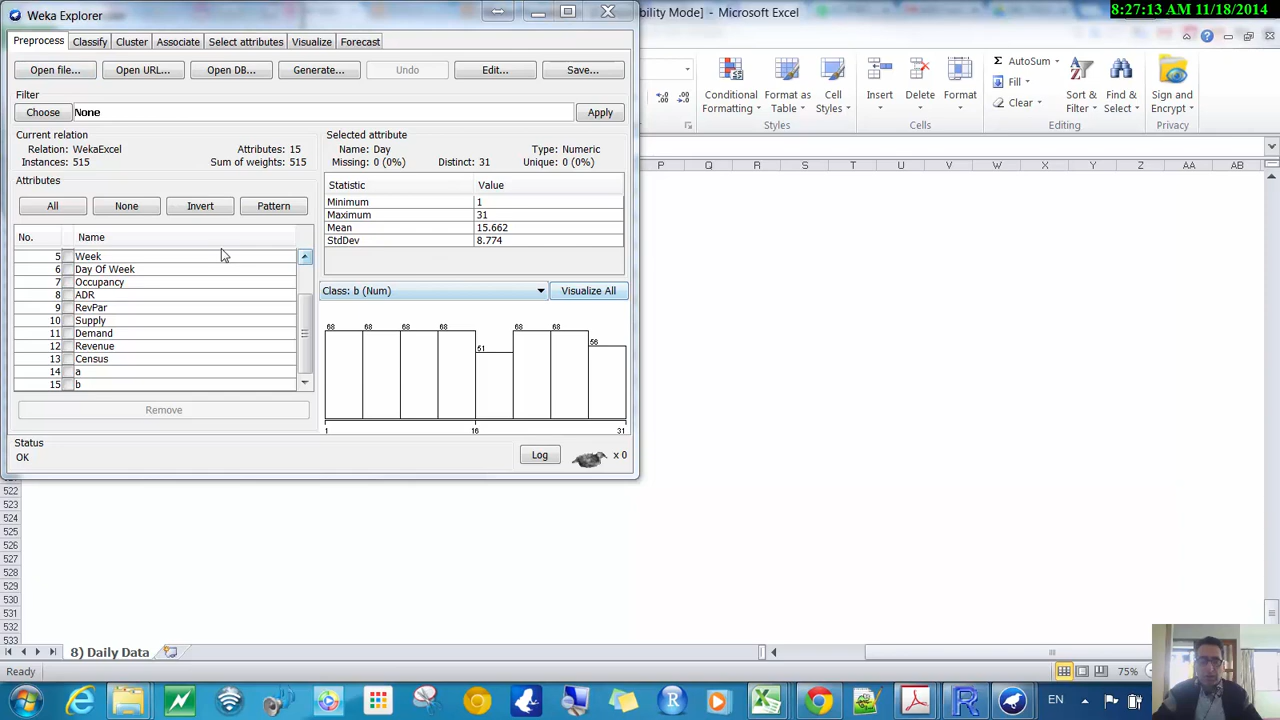 Weka Explorer
bility Mode] - Microsoft Excel
8:27:13 AM 11/18/2014
Preprocess Classify Cluster Associate Select attributes Visualize Forecast
Open file... Open URL... Open DB... Generate... Undo Edit... Save...
Filter
Choose None Apply
Current relation
Relation: WekaExcel Attributes: 15
Instances: 515 Sum of weights: 515
Selected attribute
Name: Day Type: Numeric
Missing: 0 (0%) Distinct: 31 Unique: 0 (0%)
Attributes
All None Invert Pattern
No. Name
5 Week
6 Day Of Week
7 Occupancy
8 ADR
9 RevPar
10 Supply
11 Demand
12 Revenue
13 Census
14 a
15 b
Remove
Statistic Value
Minimum 1
Maximum 31
Mean 15.662
StdDev 8.774
Class: b (Num) Visualize All
68 68 68 68 51 68 68 56
1 16 31
Status
OK
Log x 0
Conditional Formatting
Format as Table
Cell Styles
Styles
Insert Delete Format
Cells
AutoSum
Fill
Clear
Sort & Filter
Find & Select
Editing
Sign and Encrypt
Privacy
P Q R S T U V W X Y Z AA AB
522
523
524
525
526
527
528
529
530
531
532
533
8) Daily Data
Ready
75%
EN